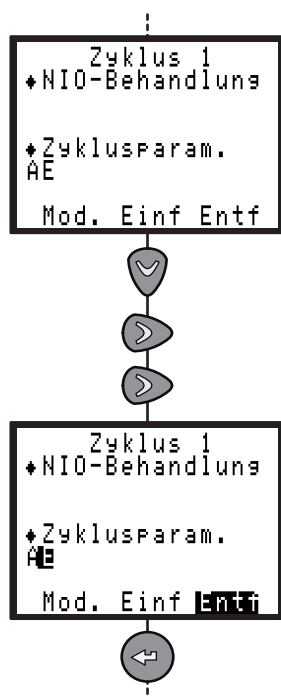 Zyklus 1
♦NIO-Behandlung
♦Zyklusparam.
AE
Mod. Einf Entf
Zyklus 1
♦NIO-Behandlung
♦Zyklusparam.
AE
Mod. Einf Entf